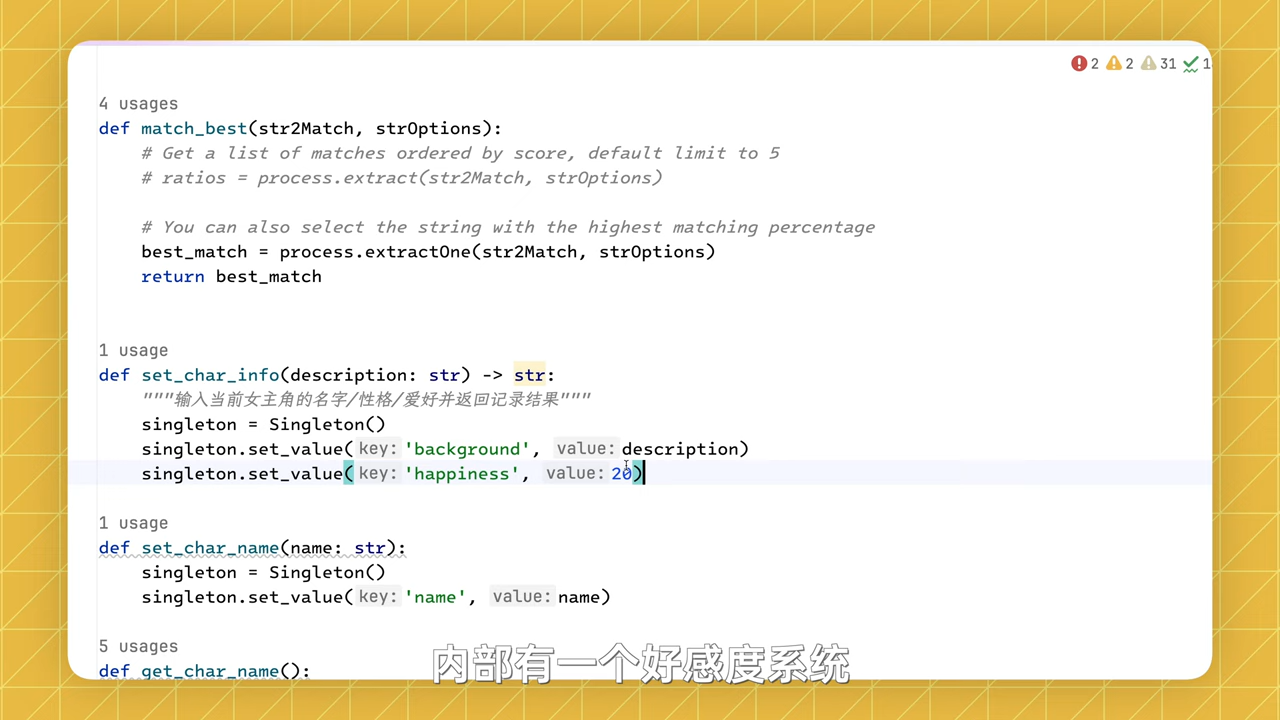 2 2 31 1
4 usages
def match_best(str2Match, strOptions):
# Get a list of matches ordered by score, default limit to 5
# ratios = process.extract(str2Match, strOptions)
# You can also select the string with the highest matching percentage
best_match = process.extractOne(str2Match, strOptions)
return best_match
1 usage
def set_char_info(description: str) -> str:
"""输入当前女主角的名字/性格/爱好并返回记录结果"""
singleton = Singleton()
singleton.set_value(key: 'background', value: description)
singleton.set_value(key: 'happiness', value: 20)
1 usage
def set_char_name(name: str):
singleton = Singleton()
singleton.set_value(key: 'name', value: name)
5 usages
def get_char_name():
内部有一个好感度系统